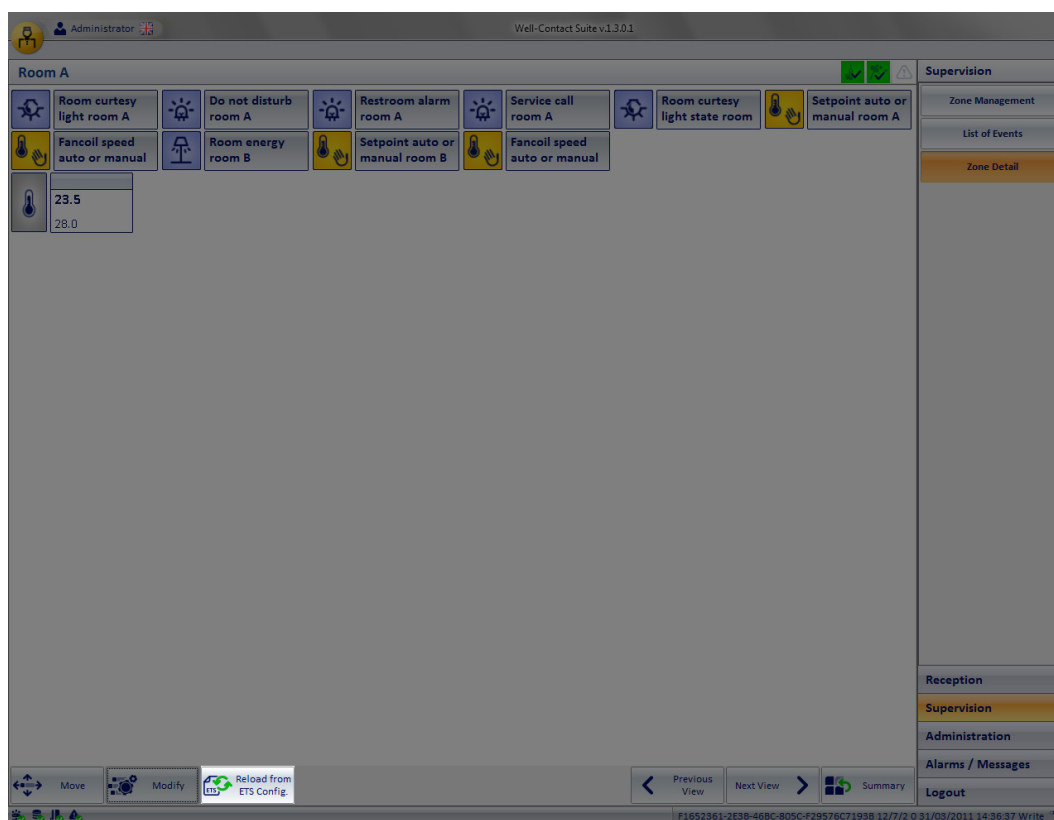 Administrator
Well-Contact Suite v.1.3.0.1
Room A
Supervision
Room curtesy
light room A
Do not disturb
room A
Restroom alarm
room A
Service call
room A
Room curtesy
light state room
Setpoint auto or
manual room A
Fancoil speed
auto or manual
Room energy
room B
Setpoint auto or
manual room B
Fancoil speed
auto or manual
23.5
28.0
Zone Management
List of Events
Zone Detail
Reception
Supervision
Administration
Alarms / Messages
Logout
Move
Modify
ETS
Reload from
ETS Config.
Previous
View
Next View
Summary
F1652361-2E3B-468C-805C-F29576C7193B 12/7/2 0 31/03/2011 14:36:37 Write